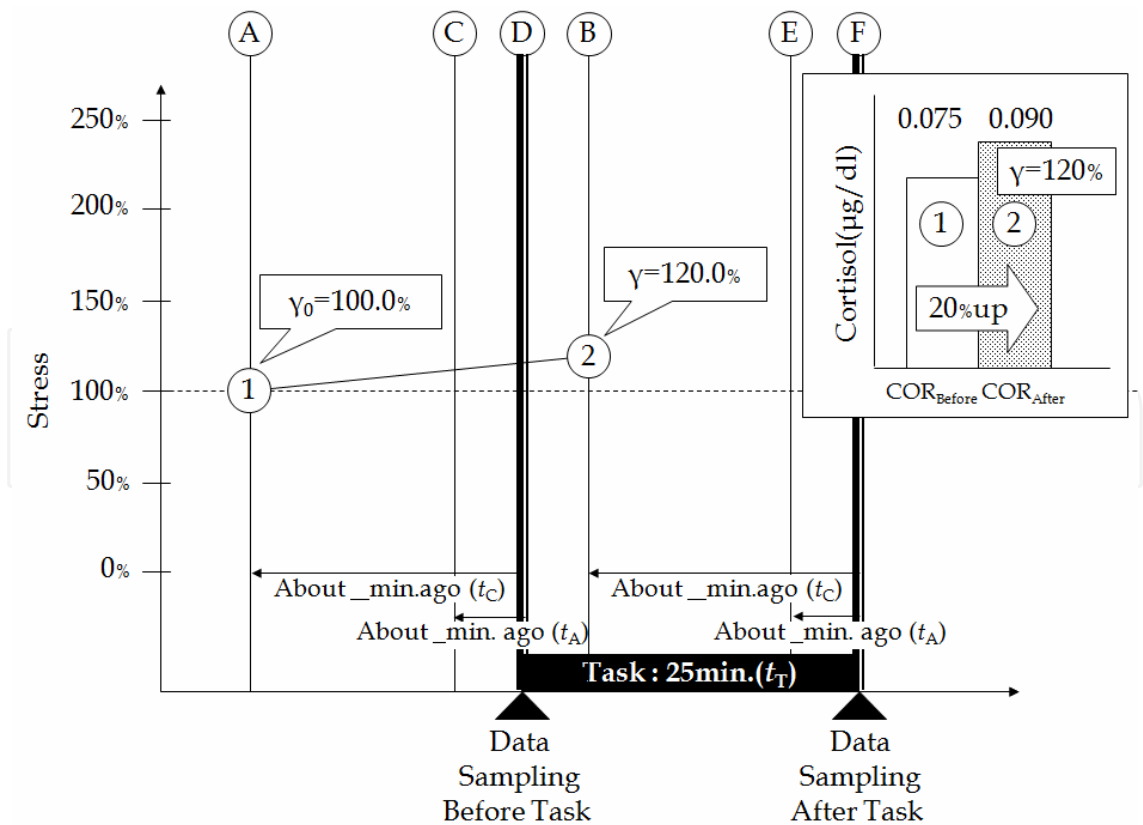 A C D B E F
250%
200%
150%
100%
50%
0%
Stress
γ0=100.0%
γ=120.0%
1
2
0.075 0.090
γ=120%
1 2
20%up
Cortisol(µg/dl)
CORBefore CORAfter
About _min.ago (tC)
About _min.ago (tC)
About _min. ago (tA)
About _min. ago (tA)
Task : 25min.(tT)
Data
Sampling
Before Task
Data
Sampling
After Task